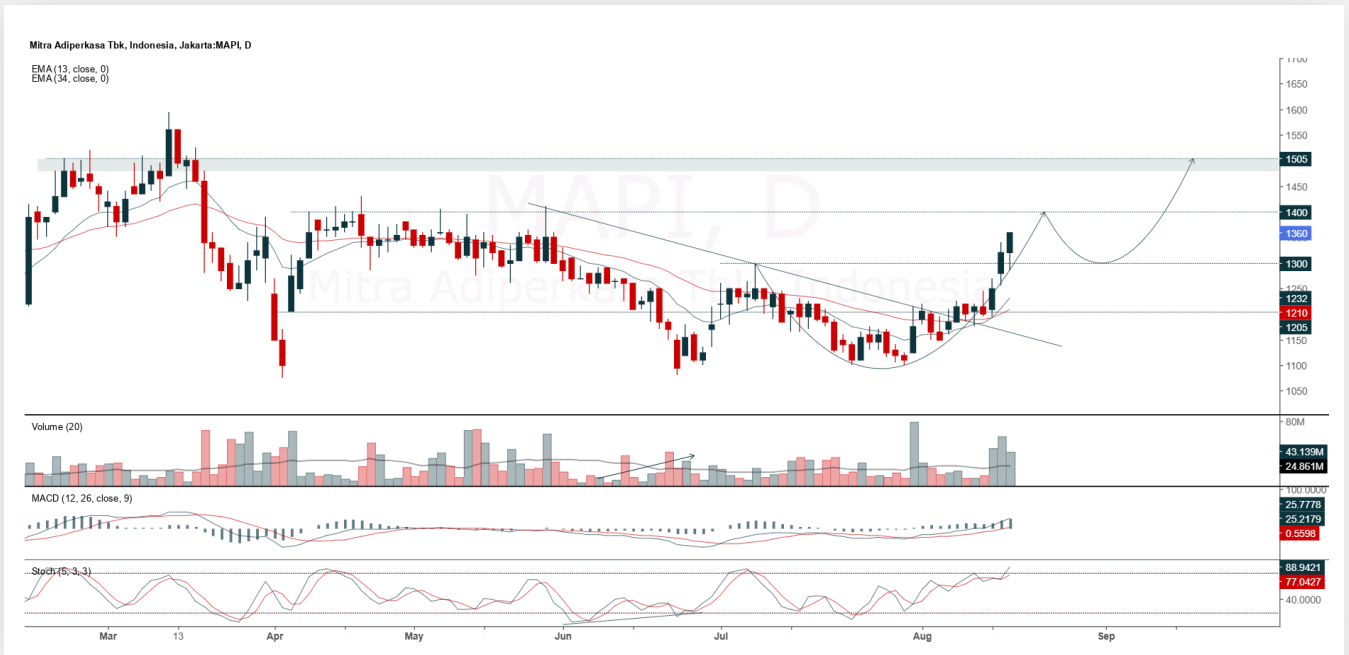 Mitra Adiperkasa Tbk, Indonesia, Jakarta:MAPI, D
EMA (13, close, 0)
EMA (34, close, 0)
MAPI, D
Mitra Adiperkasa Tbk, Indonesia
1700
1650
1600
1550
1505
1450
1400
1360
1300
1250
1232
1210
1205
1150
1100
1050
Volume (20)
80M
43.139M
24.861M
MACD (12, 26, close, 9)
100.0000
25.7778
25.2179
0.5598
Stoch (5, 3, 3)
88.9421
77.0427
40.0000
Mar 13 Apr May Jun Jul Aug Sep